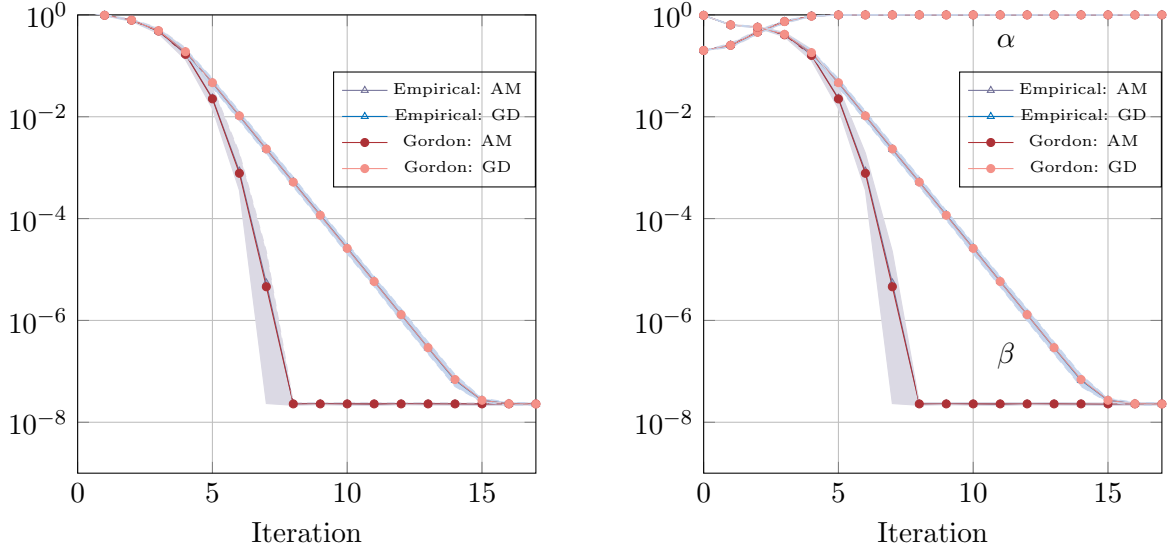 10^0
10^-2
10^-4
10^-6
10^-8
0
5
10
15
Iteration
Empirical: AM
Empirical: GD
Gordon: AM
Gordon: GD
10^0
10^-2
10^-4
10^-6
10^-8
0
5
10
15
Iteration
α
β
Empirical: AM
Empirical: GD
Gordon: AM
Gordon: GD